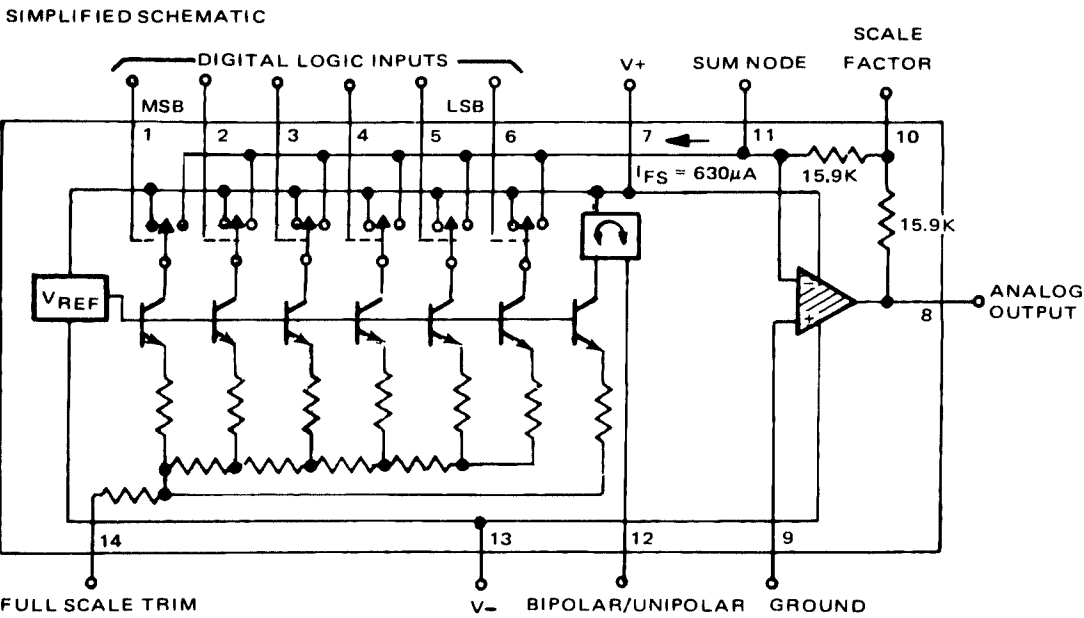 SIMPLIFIED SCHEMATIC
DIGITAL LOGIC INPUTS
V+
SUM NODE
SCALE
FACTOR
MSB
LSB
1
2
3
4
5
6
7
11
10
IFS = 630µA
15.9K
15.9K
VREF
−
+
8
ANALOG
OUTPUT
14
13
12
9
FULL SCALE TRIM
V–
BIPOLAR/UNIPOLAR
GROUND